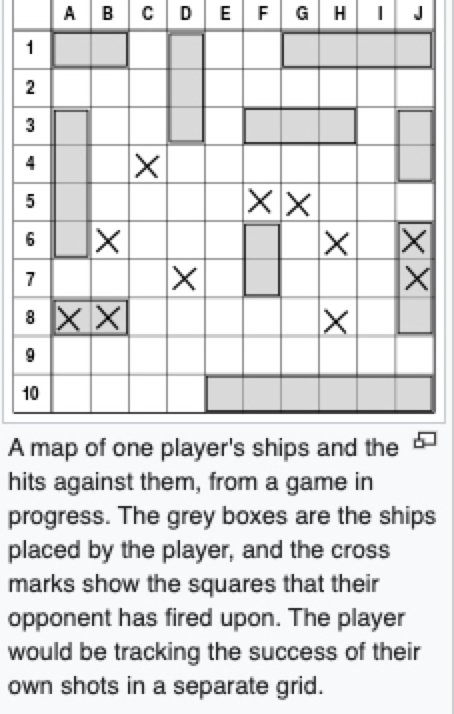 A B C D E F G H I J
1
2
3
4
5
6
7
8
9
10
A map of one player's ships and the
hits against them, from a game in
progress. The grey boxes are the ships
placed by the player, and the cross
marks show the squares that their
opponent has fired upon. The player
would be tracking the success of their
own shots in a separate grid.